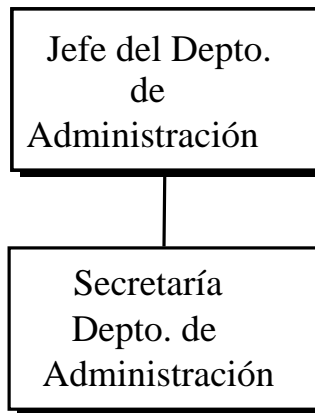 Jefe del Depto.
de
Administración
Secretaría
Depto. de
Administración